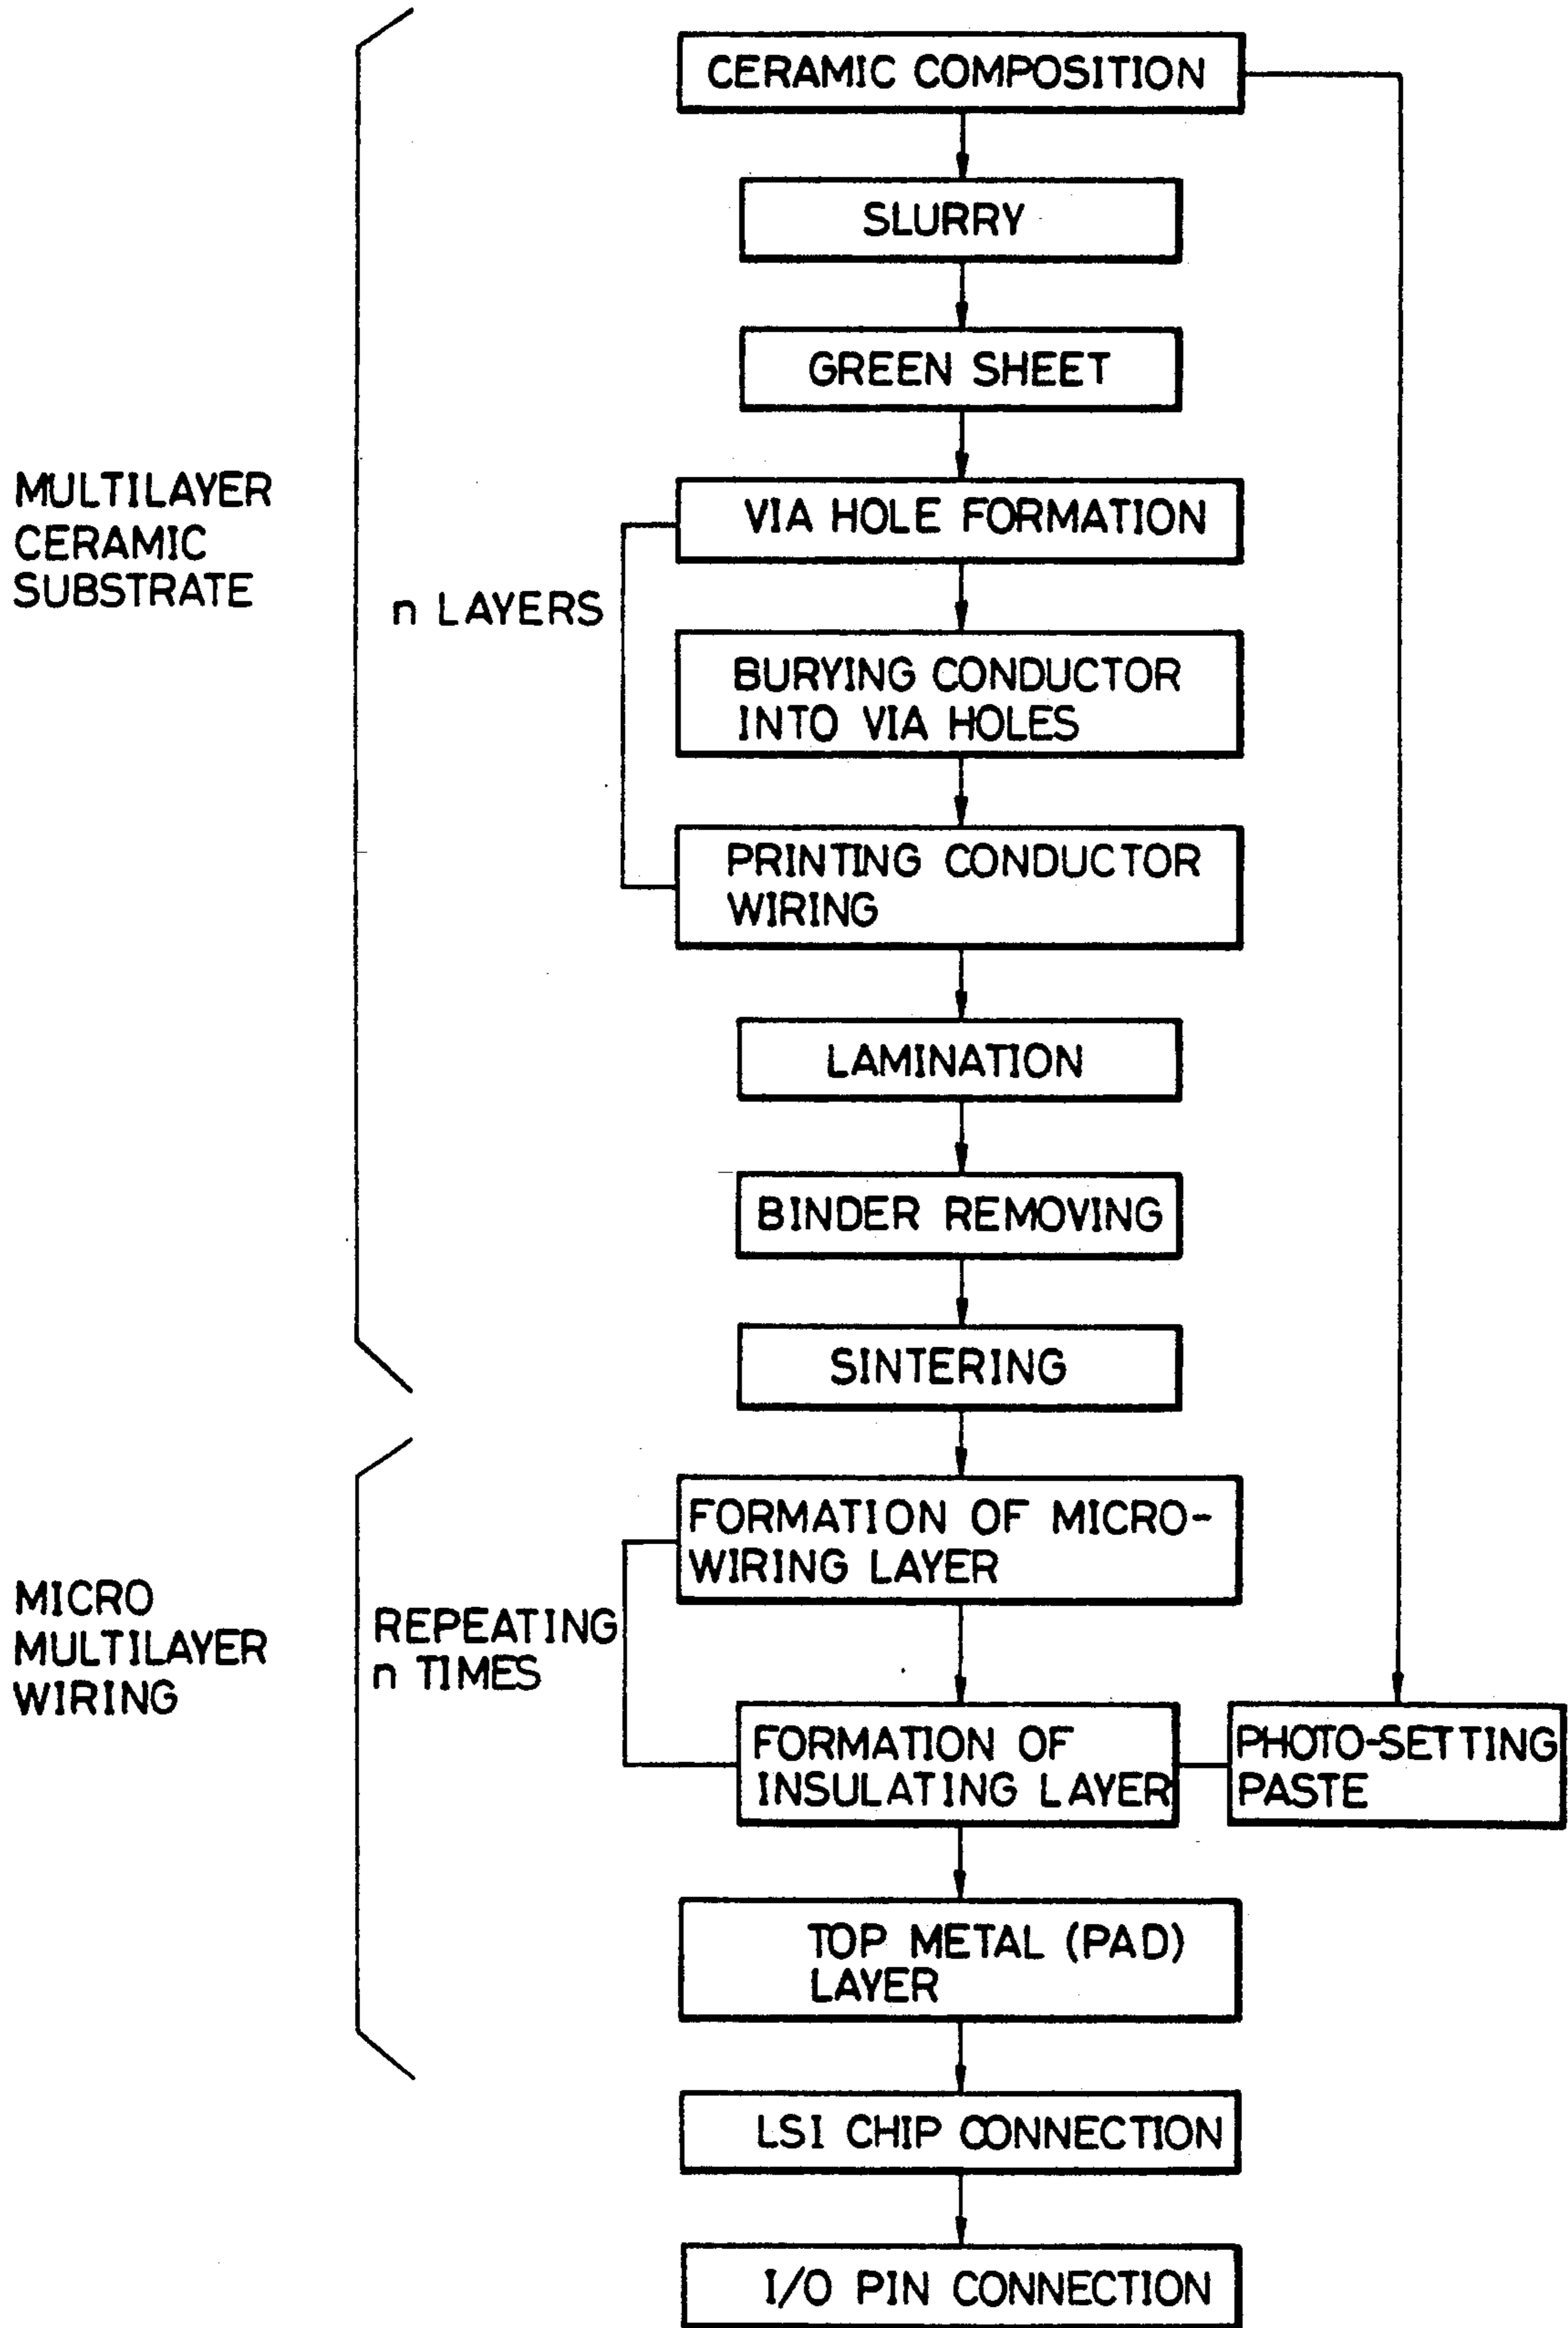 CERAMIC COMPOSITION
SLURRY
GREEN SHEET
MULTILAYER
CERAMIC
SUBSTRATE
n LAYERS
VIA HOLE FORMATION
BURYING CONDUCTOR
INTO VIA HOLES
PRINTING CONDUCTOR
WIRING
LAMINATION
BINDER REMOVING
SINTERING
MICRO
MULTILAYER
WIRING
REPEATING
n TIMES
FORMATION OF MICRO-
WIRING LAYER
FORMATION OF
INSULATING LAYER
PHOTO-SETTING
PASTE
TOP METAL (PAD)
LAYER
LSI CHIP CONNECTION
I/O PIN CONNECTION